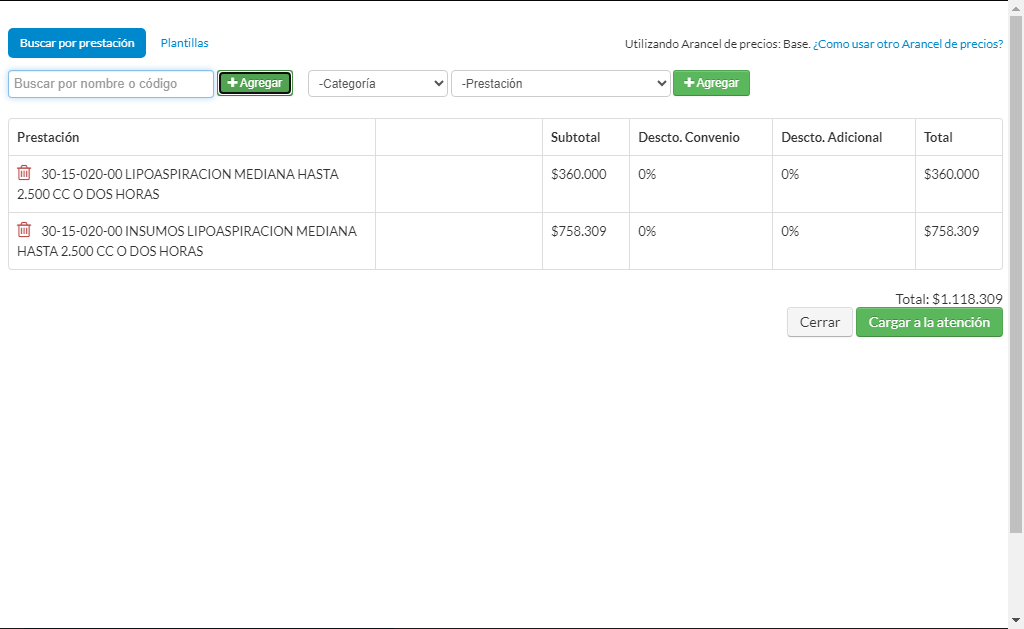 Buscar por prestación Plantillas Utilizando Arancel de precios: Base. ¿Como usar otro Arancel de precios?
Buscar por nombre o código + Agregar -Categoría -Prestación + Agregar
Prestación Subtotal Descto. Convenio Descto. Adicional Total
30-15-020-00 LIPOASPIRACION MEDIANA HASTA $360.000 0% 0% $360.000
2.500 CC O DOS HORAS
30-15-020-00 INSUMOS LIPOASPIRACION MEDIANA $758.309 0% 0% $758.309
HASTA 2.500 CC O DOS HORAS
Total: $1.118.309
Cerrar Cargar a la atención